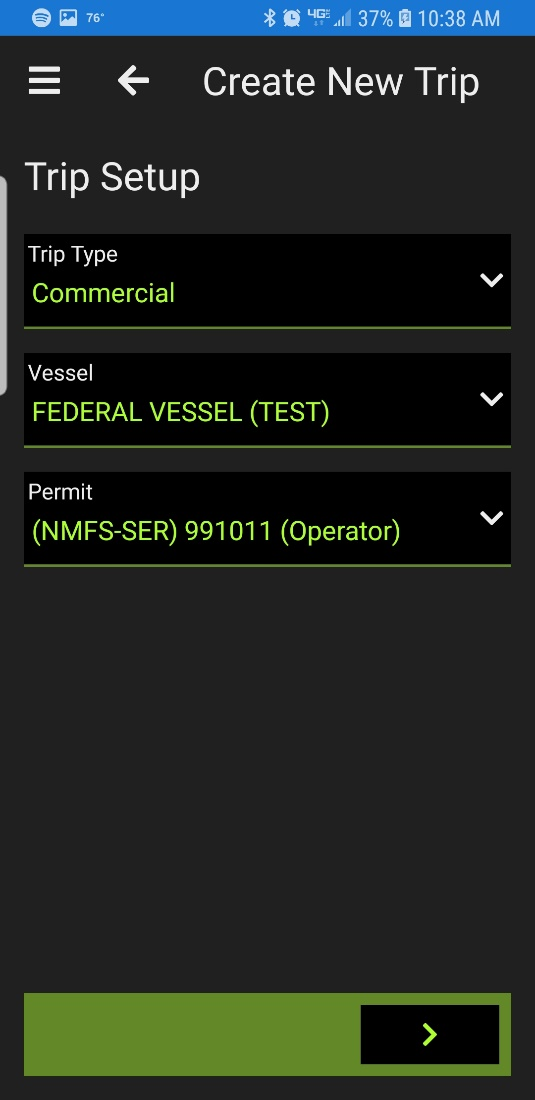 76° 4G 37% 10:38 AM
Create New Trip
Trip Setup
Trip Type
Commercial
Vessel
FEDERAL VESSEL (TEST)
Permit
(NMFS-SER) 991011 (Operator)